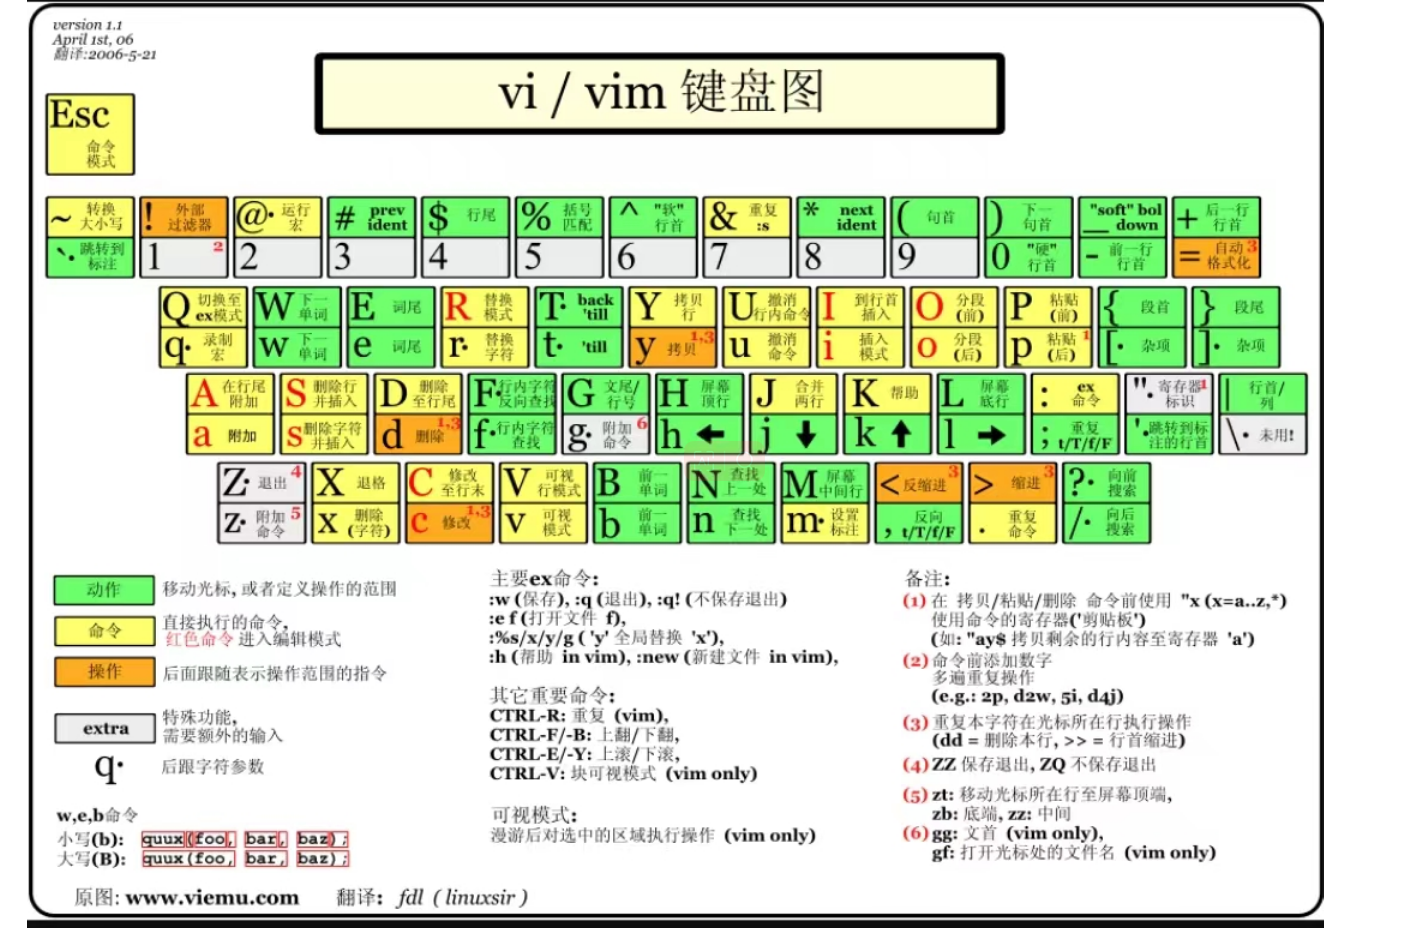 version 1.1
April 1st, 06
翻译:2006-5-21
vi / vim 键盘图
Esc
命令
模式
~ 转换
大小写
! 外部
过滤器
@· 运行
宏
# prev
ident
$ 行尾
% 括号
匹配
^ "软"
行首
& 重复
:s
* next
ident
( 句首
) 下一
句首
"soft" bol
_ down
+ 后一行
行首
`· 跳转到
标注
1 2
2
3
4
5
6
7
8
9
0 "硬"
行首
- 前一行
行首
= 自动 3
格式化
Q 切换至
ex模式
W 下一
单词
E 词尾
R 替换
模式
T· back
'till
Y 拷贝
行
U 撤消
行内命令
I 到行首
插入
O 分段
(前)
P 粘贴
(前)
{ 段首
} 段尾
q· 录制
宏
w 下一
单词
e 词尾
r· 替换
字符
t· 'till
y 拷贝 1,3
u 撤消
命令
i 插入
模式
o 分段
(后)
p 粘贴 1
(后)
[· 杂项
]· 杂项
A 在行尾
附加
S 删除行
并插入
D 删除
至行尾
F· 行内字符
反向查找
G 文尾/
行号
H 屏幕
顶行
J 合并
两行
K 帮助
L 屏幕
底行
: ex
命令
"· 寄存器 1
标识
| 行首/
列
a 附加
s 删除字符
并插入
d 删除 1,3
f· 行内字符
查找
g· 附加 6
命令
h ←
j ↓
k ↑
l →
; 重复
t/T/f/F
'· 跳转到标
注的行首
\· 未用!
Z· 退出 4
X 退格
C 修改
至行末
V 可视
行模式
B 前一
单词
N 查找
上一处
M 屏幕
中间行
< 反缩进 3
> 缩进 3
?· 向前
搜索
z· 附加 5
命令
x 删除
(字符)
c 修改 1,3
v 可视
模式
b 前一
单词
n 查找
下一处
m· 设置
标注
, 反向
t/T/f/F
. 重复
命令
/· 向后
搜索
动作 移动光标, 或者定义操作的范围
命令 直接执行的命令,
红色命令 进入编辑模式
操作 后面跟随表示操作范围的指令
extra 特殊功能,
需要额外的输入
q· 后跟字符参数
w,e,b命令
小写(b): quux(foo, bar, baz);
大写(B): quux(foo, bar, baz);
原图: www.viemu.com 翻译: fdl ( linuxsir )
主要ex命令:
:w (保存), :q (退出), :q! (不保存退出)
:e f (打开文件 f),
:%s/x/y/g ( 'y' 全局替换 'x'),
:h (帮助 in vim), :new (新建文件 in vim),
其它重要命令:
CTRL-R: 重复 (vim),
CTRL-F/-B: 上翻/下翻,
CTRL-E/-Y: 上滚/下滚,
CTRL-V: 块可视模式 (vim only)
可视模式:
漫游后对选中的区域执行操作 (vim only)
备注:
(1) 在 拷贝/粘贴/删除 命令前使用 "x (x=a..z,*)
使用命令的寄存器('剪贴板')
(如: "ay$ 拷贝剩余的行内容至寄存器 'a')
(2) 命令前添加数字
多遍重复操作
(e.g.: 2p, d2w, 5i, d4j)
(3) 重复本字符在光标所在行执行操作
(dd = 删除本行, >> = 行首缩进)
(4) ZZ 保存退出, ZQ 不保存退出
(5) zt: 移动光标所在行至屏幕顶端,
zb: 底端, zz: 中间
(6) gg: 文首 (vim only),
gf: 打开光标处的文件名 (vim only)